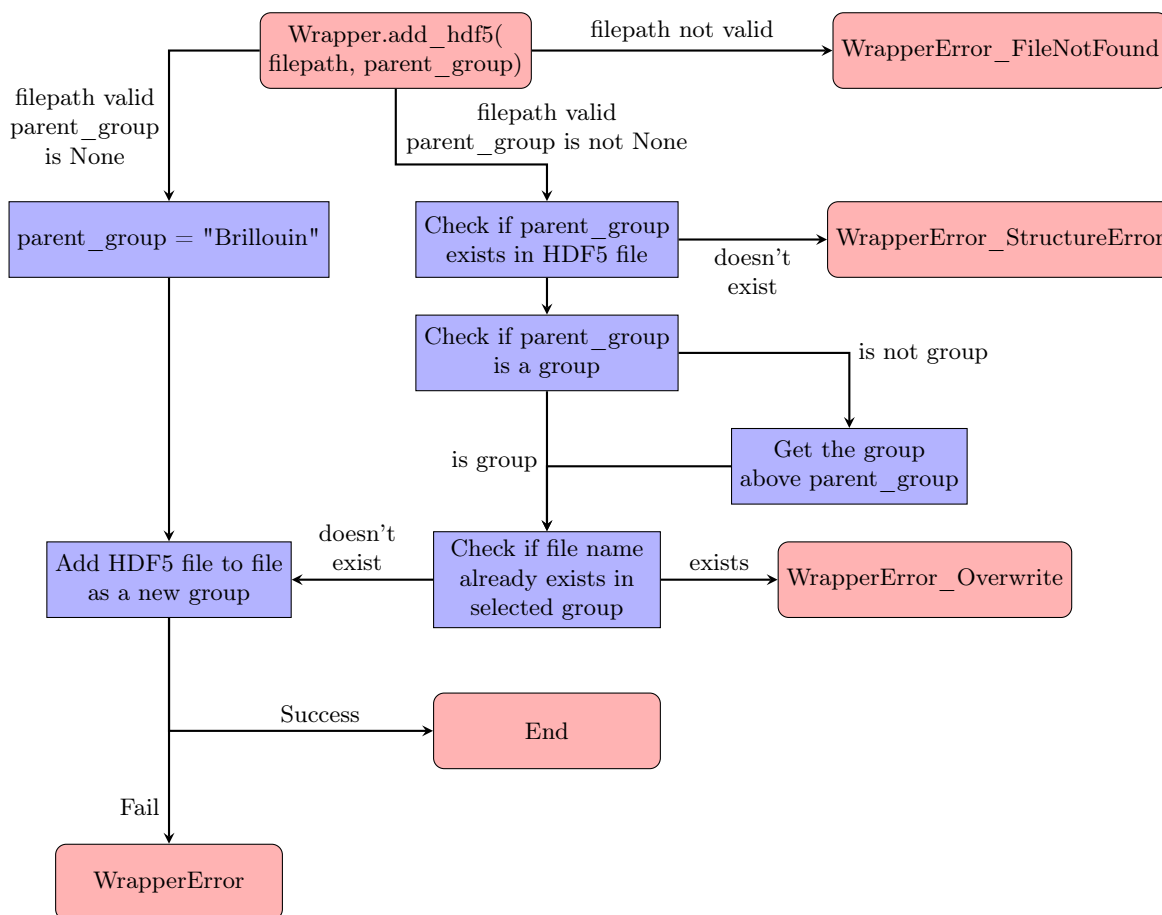 Wrapper.add_hdf5(
filepath, parent_group)
filepath not valid
WrapperError_FileNotFound
filepath valid
parent_group
is None
filepath valid
parent_group is not None
parent_group = "Brillouin"
Check if parent_group
exists in HDF5 file
doesn't
exist
WrapperError_StructureError
Check if parent_group
is a group
is not group
Get the group
above parent_group
is group
Add HDF5 file to file
as a new group
doesn't
exist
Check if file name
already exists in
selected group
exists
WrapperError_Overwrite
Success
End
Fail
WrapperError